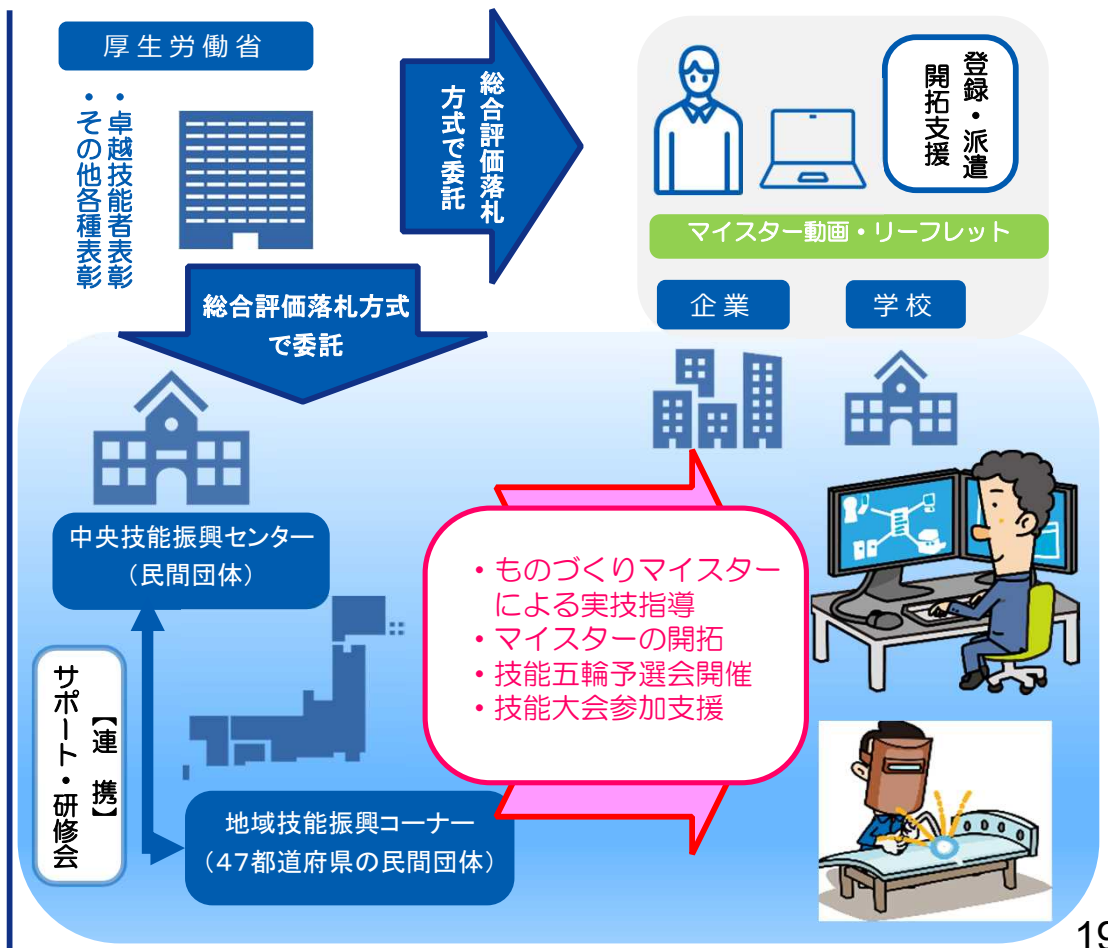 厚生労働省
・卓越技能者表彰
・その他各種表彰
総合評価落札
方式で委託
登録・派遣
開拓支援
マイスター動画・リーフレット
企業
学校
総合評価落札方式
で委託
中央技能振興センター
（民間団体）
【連 携】
サポート・研修会
地域技能振興コーナー
（47都道府県の民間団体）
・ものづくりマイスター
による実技指導
・マイスターの開拓
・技能五輪予選会開催
・技能大会参加支援
19